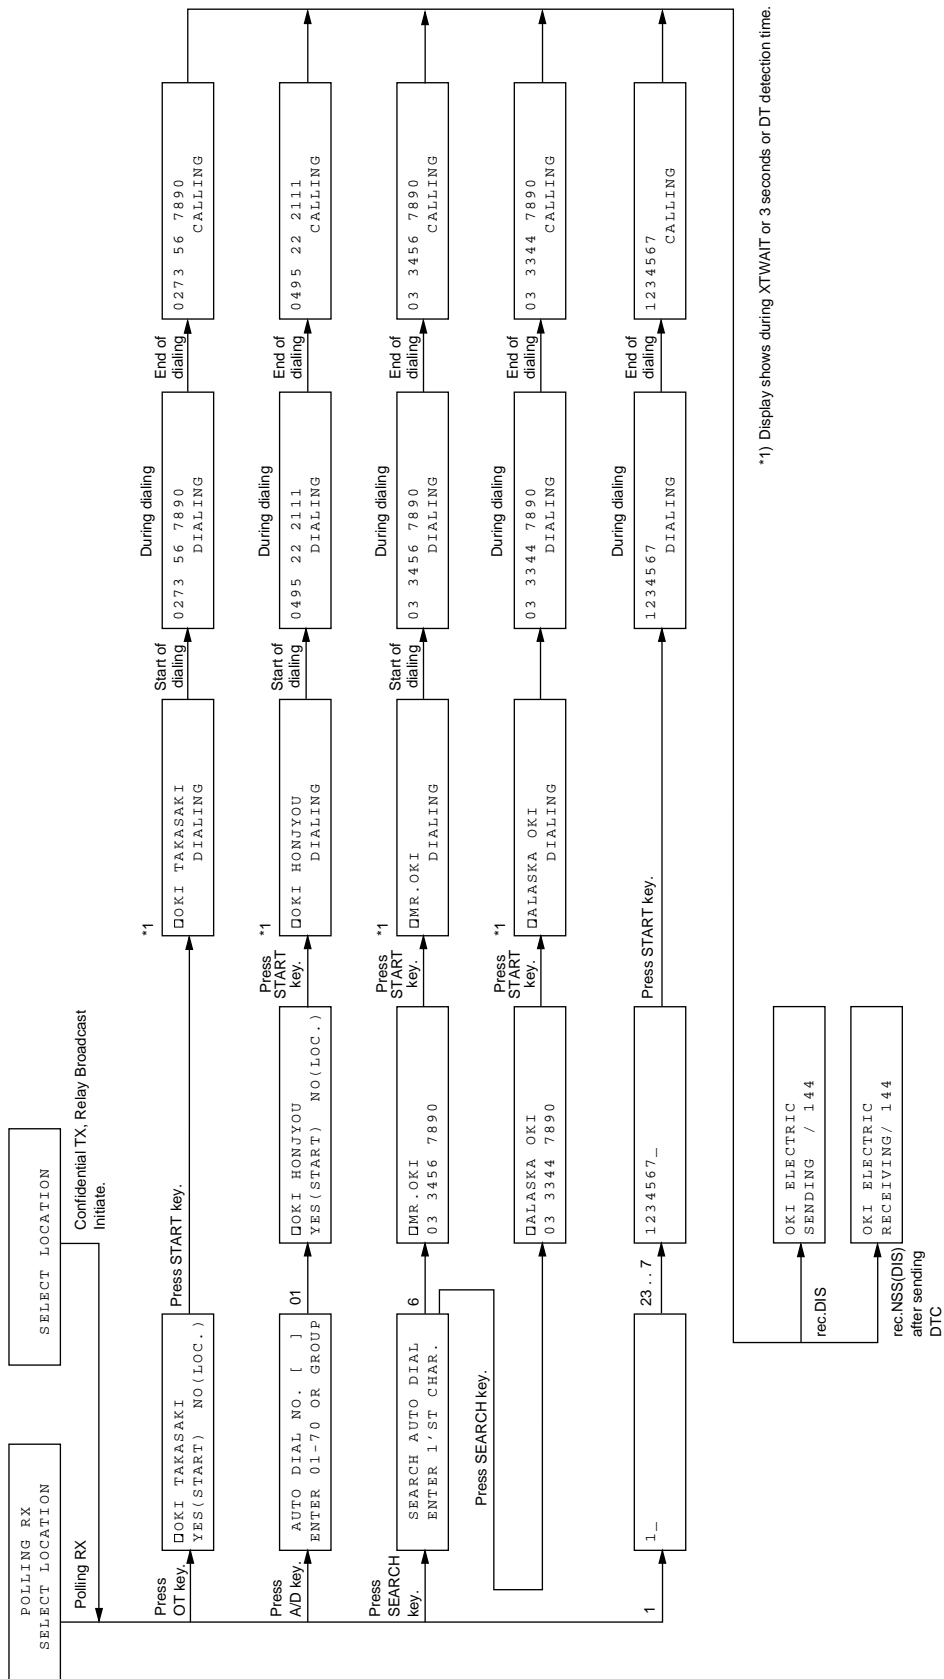 POLLING RX
SELECT LOCATION
SELECT LOCATION
Polling RX
Confidential TX, Relay Broadcast
Initiate.
Press
OT key.
OKI TAKASAKI
YES(START) NO(LOC.)
Press START key.
*1
OKI TAKASAKI
DIALING
Start of
dialing
During dialing
0273 56 7890
DIALING
End of
dialing
0273 56 7890
CALLING
Press
A/D key.
AUTO DIAL NO. [ ]
ENTER 01-70 OR GROUP
01
OKI HONJYOU
YES(START) NO(LOC.)
Press
START
key.
*1
OKI HONJYOU
DIALING
Start of
dialing
During dialing
0495 22 2111
DIALING
End of
dialing
0495 22 2111
CALLING
Press
SEARCH
key.
SEARCH AUTO DIAL
ENTER 1'ST CHAR.
6
MR.OKI
03 3456 7890
Press
START
key.
*1
MR.OKI
DIALING
Start of
dialing
During dialing
03 3456 7890
DIALING
End of
dialing
03 3456 7890
CALLING
Press SEARCH key.
ALASKA OKI
03 3344 7890
Press
START
key.
*1
ALASKA OKI
DIALING
During dialing
03 3344 7890
DIALING
End of
dialing
03 3344 7890
CALLING
1
1_
23 . . 7
1234567_
Press START key.
During dialing
1234567
DIALING
End of
dialing
1234567
CALLING
*1) Display shows during XTWAIT or 3 seconds or DT detection time.
rec.DIS
OKI ELECTRIC
SENDING / 144
rec.NSS(DIS)
after sending
DTC
OKI ELECTRIC
RECEIVING/ 144